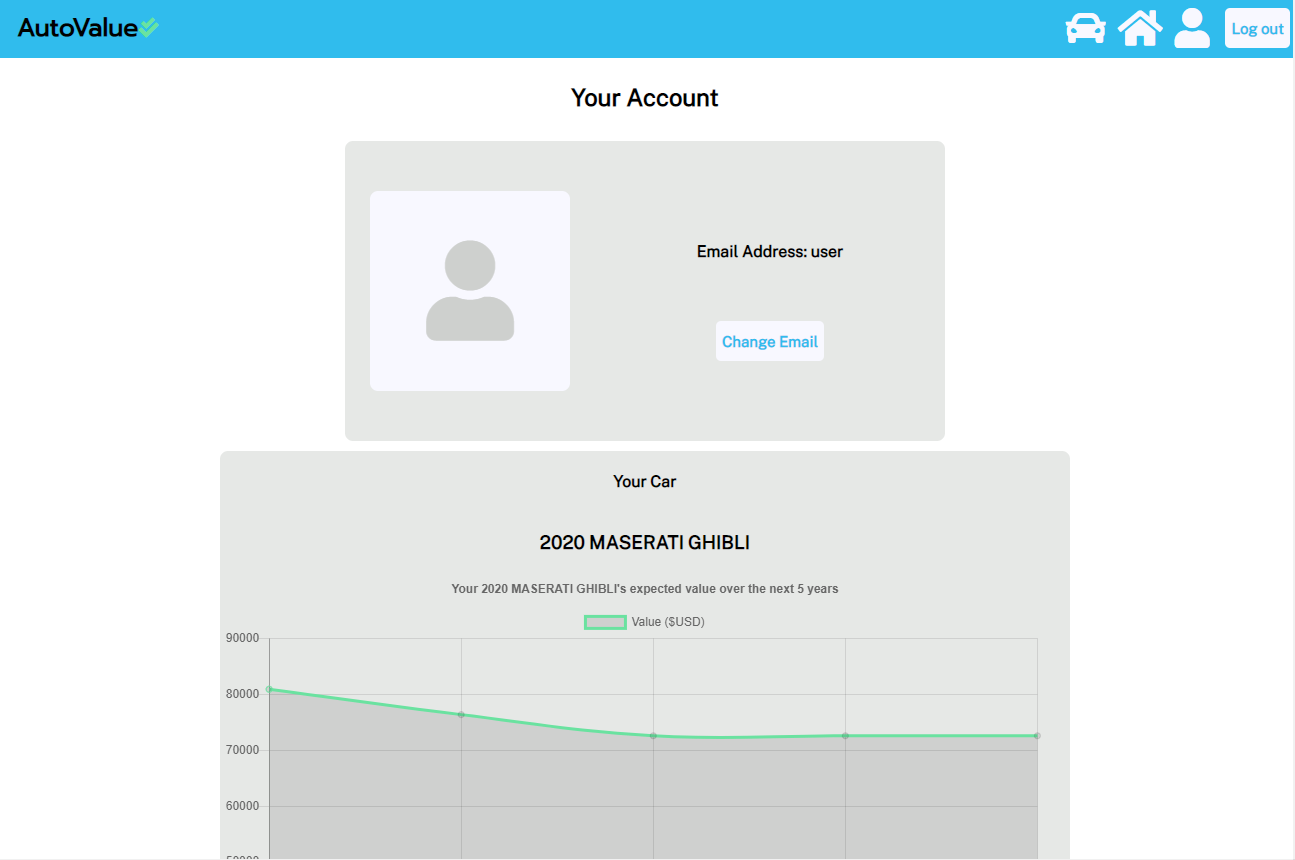 AutoValue
Log out
Your Account
Email Address: user
Change Email
Your Car
2020 MASERATI GHIBLI
Your 2020 MASERATI GHIBLI's expected value over the next 5 years
Value ($USD)
90000
80000
70000
60000
50000